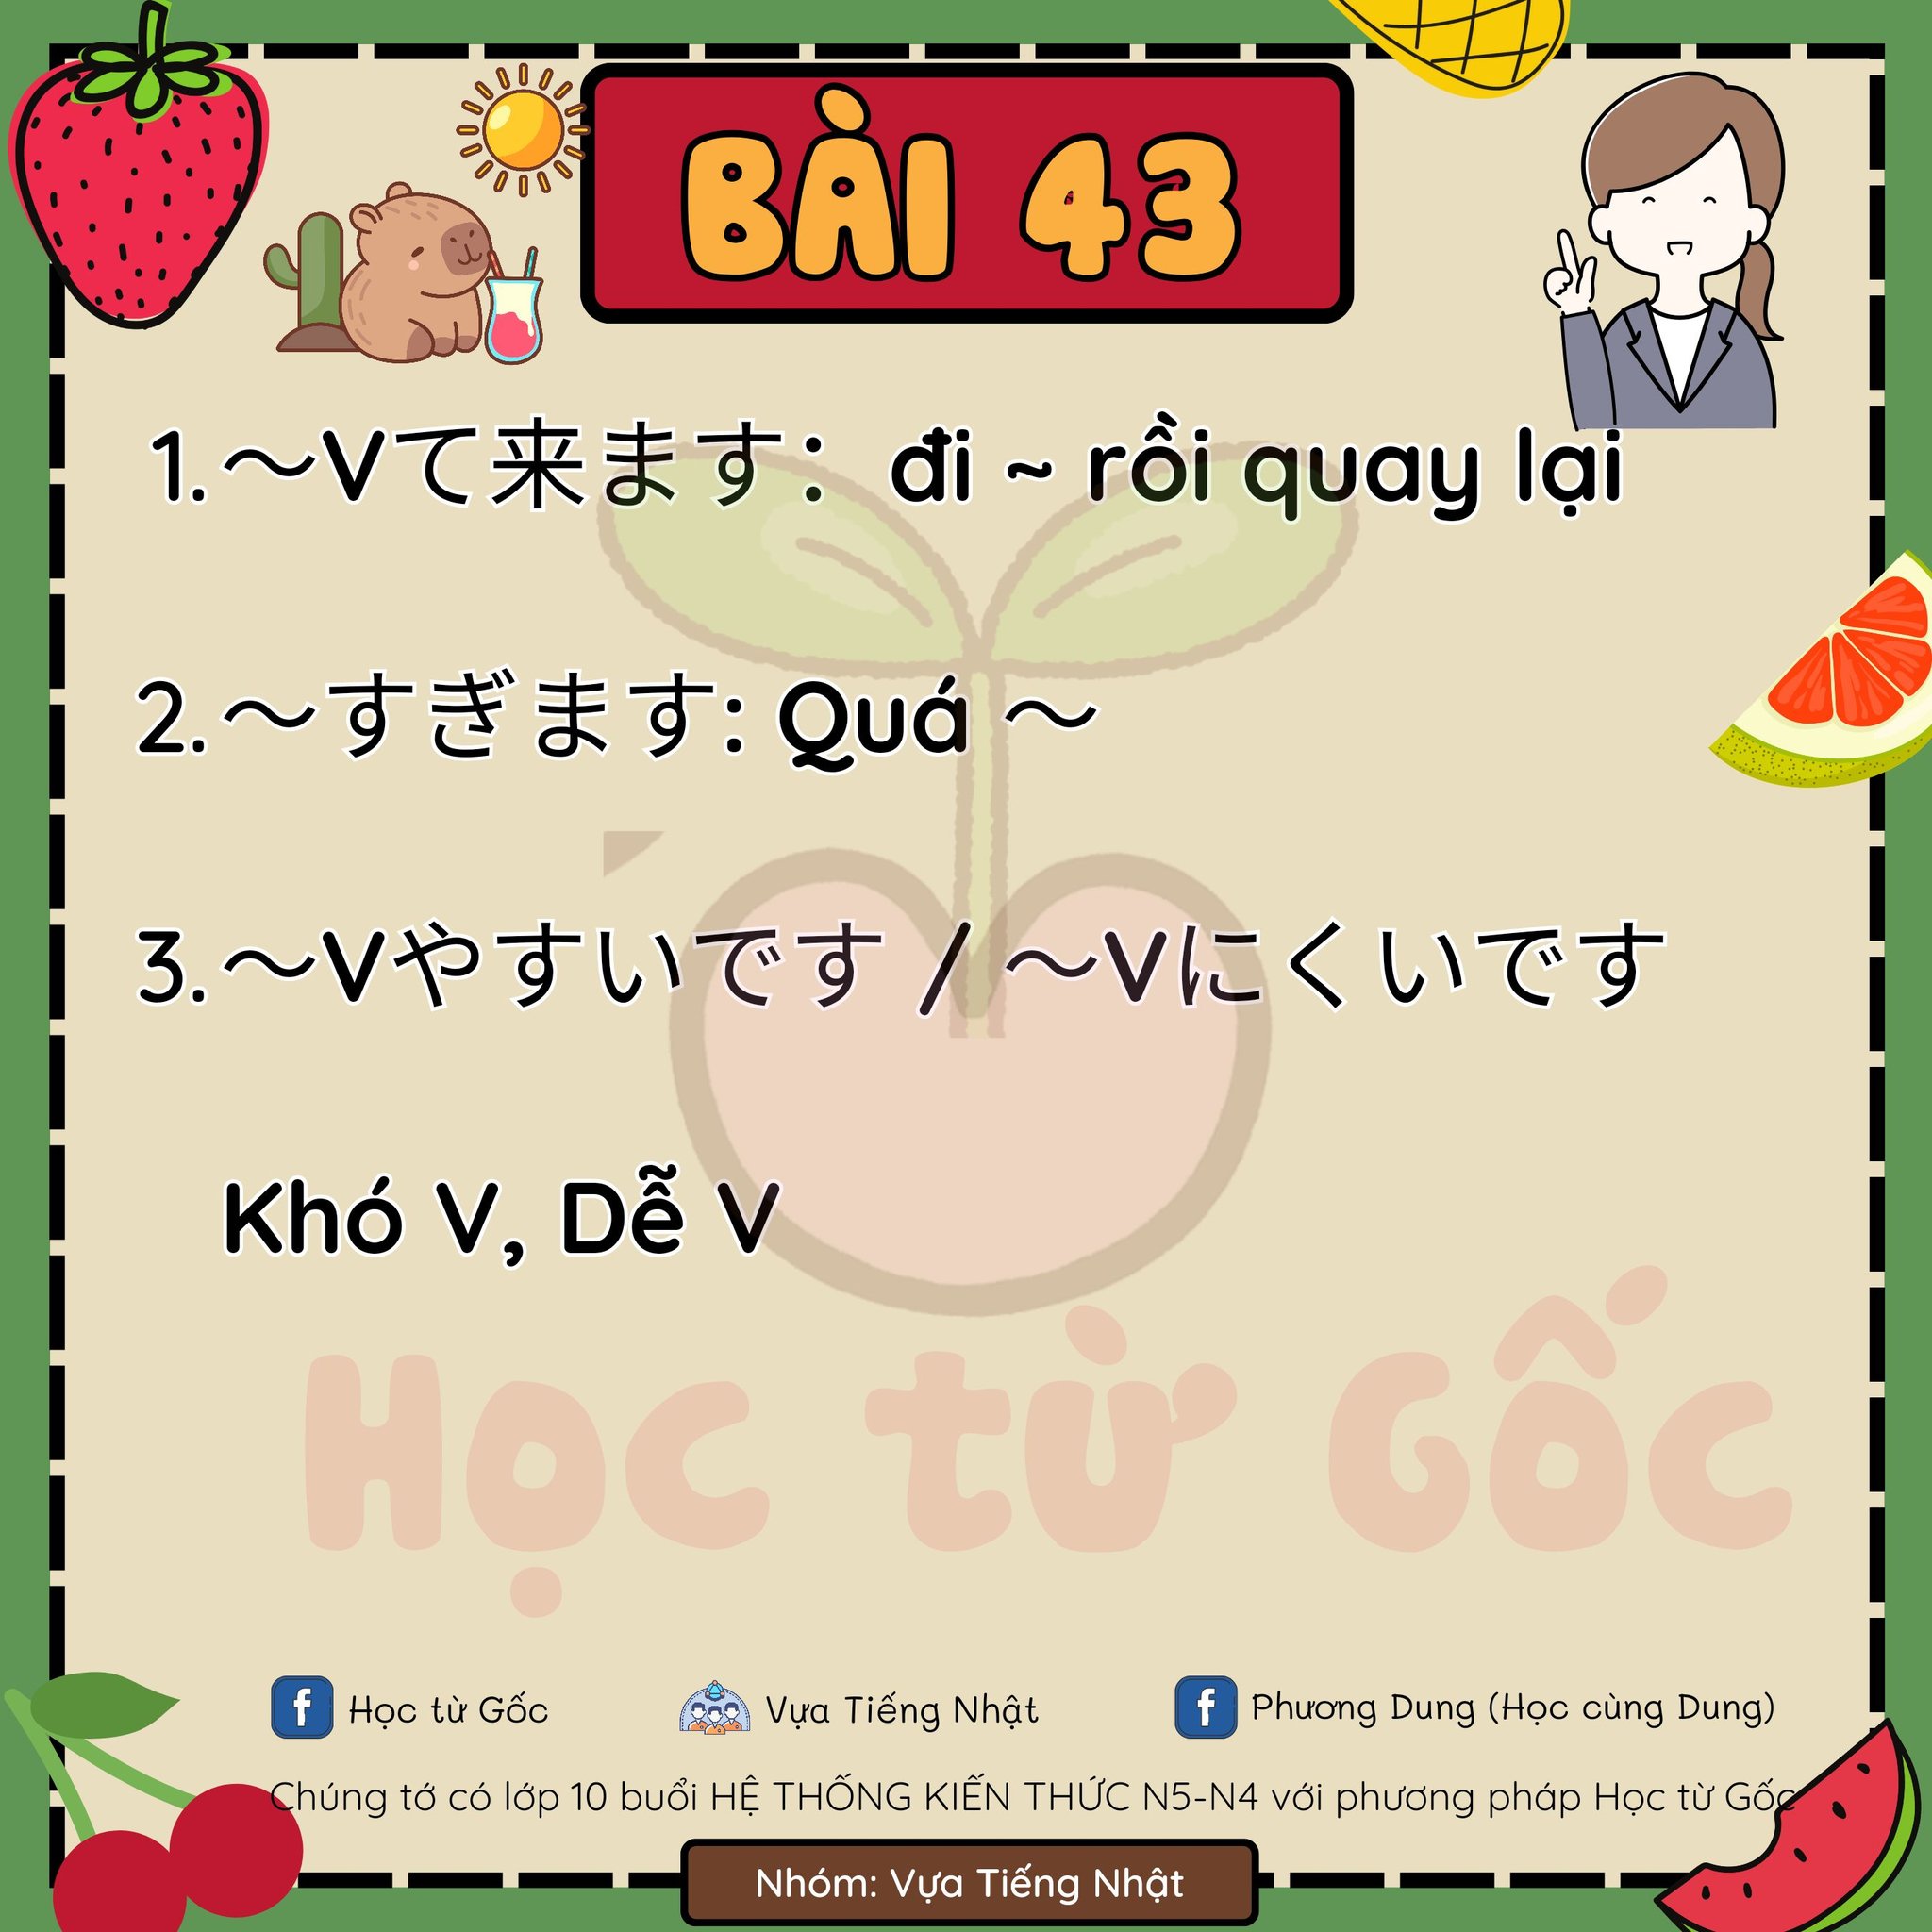 BÀI 43
1. ～Vて来ます： đi ~ rồi quay lại
2. ～すぎます: Quá ～
3. ～Vやすいです / ～Vにくいです
Khó V, Dễ V
Học từ Gốc
Học từ Gốc
Vựa Tiếng Nhật
Phương Dung (Học cùng Dung)
Chúng tớ có lớp 10 buổi HỆ THỐNG KIẾN THỨC N5-N4 với phương pháp Học từ Gốc
Nhóm: Vựa Tiếng Nhật